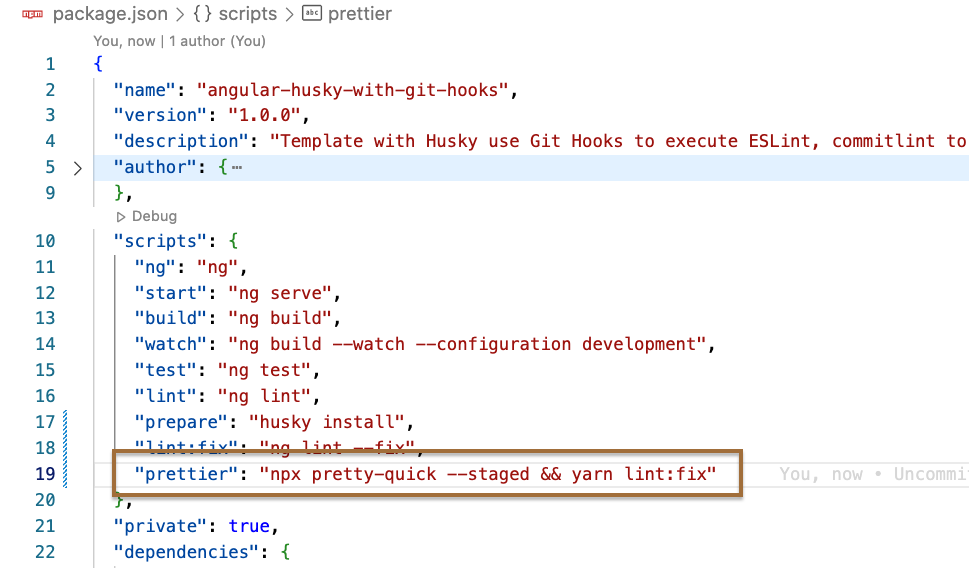 npm package.json > {} scripts > abc prettier
You, now | 1 author (You)
1 {
2 "name": "angular-husky-with-git-hooks",
3 "version": "1.0.0",
4 "description": "Template with Husky use Git Hooks to execute ESLint, commitlint to
5 > "author": { ⋯
9 },
▷ Debug
10 "scripts": {
11 "ng": "ng",
12 "start": "ng serve",
13 "build": "ng build",
14 "watch": "ng build --watch --configuration development",
15 "test": "ng test",
16 "lint": "ng lint",
17 "prepare": "husky install",
18 "lint:fix": "ng lint --fix",
19 "prettier": "npx pretty-quick --staged && yarn lint:fix" You, now • Uncommi
20 },
21 "private": true,
22 "dependencies": {